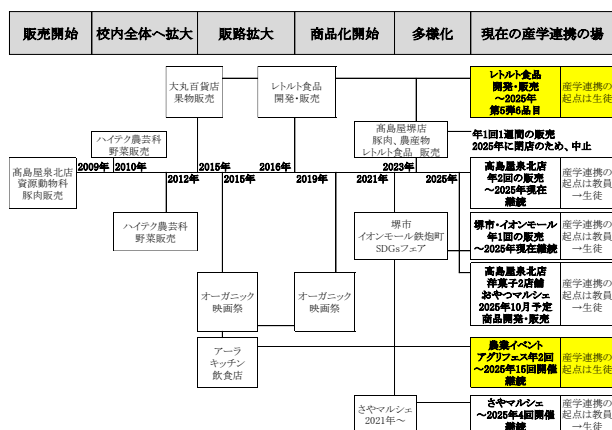 販売開始
校内全体へ拡大
販路拡大
商品化開始
多様化
現在の産学連携の場
大丸百貨店
果物販売
レトルト食品
開発・販売
レトルト食品
開発・販売
～2025年
第5弾6品目
産学連携の
起点は生徒
ハイテク農芸科
野菜販売
髙島屋堺店
豚肉、農産物
レトルト食品 販売
年1回1週間の販売
2025年に閉店のため、中止
髙島屋泉北店
資源動物科
豚肉販売
2009年
2010年
2012年
2015年
2015年
2016年
2019年
2021年
2023年
2025年
髙島屋泉北店
年2回の販売
～2025年現在
継続
産学連携の
起点は教員
→生徒
ハイテク農芸科
野菜販売
堺市
イオンモール鉄炮町
SDGsフェア
堺市・イオンモール
年1回の販売
～2025年現在継続
産学連携の
起点は教員
→生徒
オーガニック
映画祭
オーガニック
映画祭
髙島屋泉北店
洋菓子2店舗
おやつマルシェ
2025年10月予定
商品開発・販売
産学連携の
起点は教員
→生徒
アーラ
キッチン
飲食店
農業イベント
アグリフェス年2回
～2025年15回開催
継続
産学連携の
起点は生徒
さやマルシェ
2021年～
さやマルシェ
～2025年4回開催
継続
産学連携の
起点は教員
→生徒